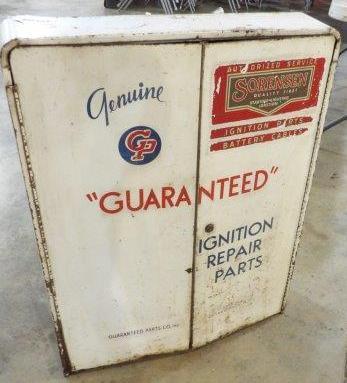 Genuine
GP
"GUARANTEED"
IGNITION
REPAIR
PARTS
GUARANTEED PARTS CO., INC.
AUTHORIZED SERVICE
SORENSEN
QUALITY FIRST
IGNITION PARTS
BATTERY CABLES